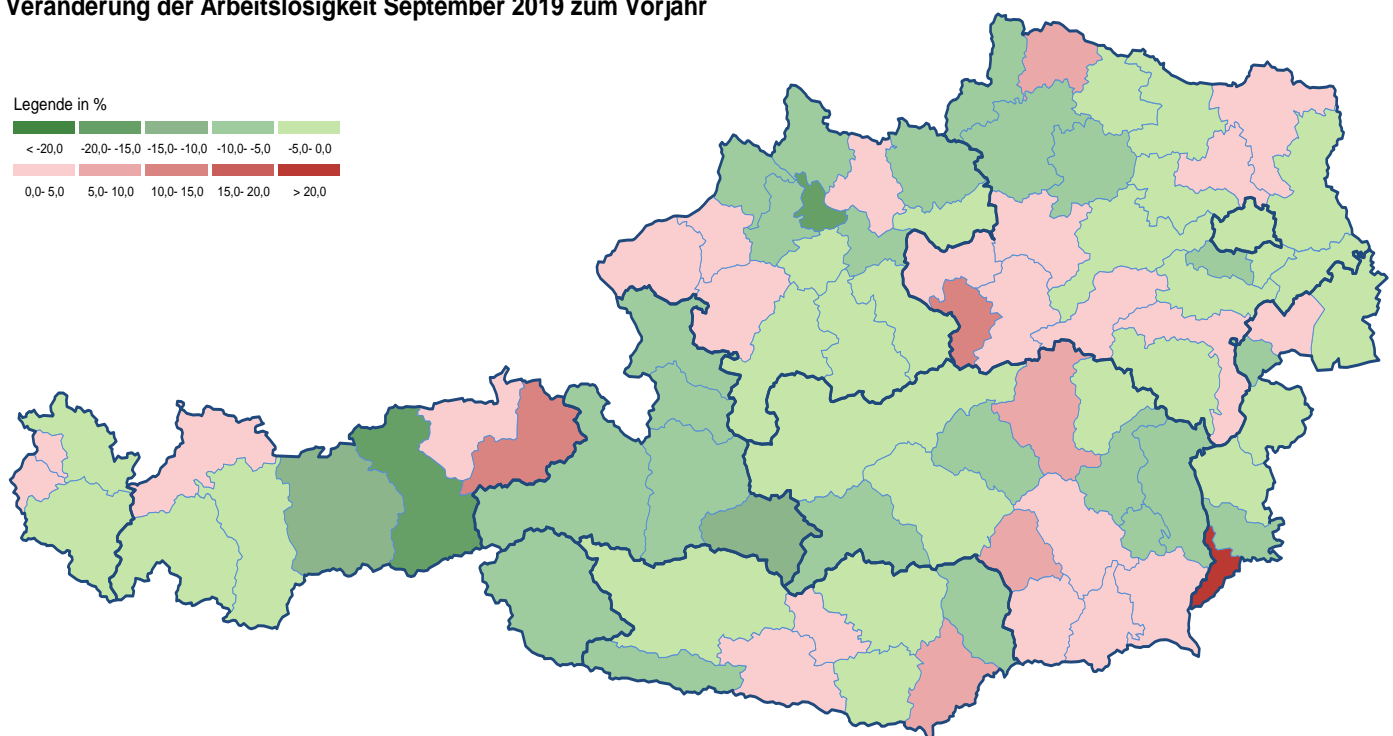 Veränderung der Arbeitslosigkeit September 2019 zum Vorjahr
Legende in %
< -20,0 -20,0- -15,0 -15,0- -10,0 -10,0- -5,0 -5,0- 0,0
0,0- 5,0 5,0- 10,0 10,0- 15,0 15,0- 20,0 > 20,0